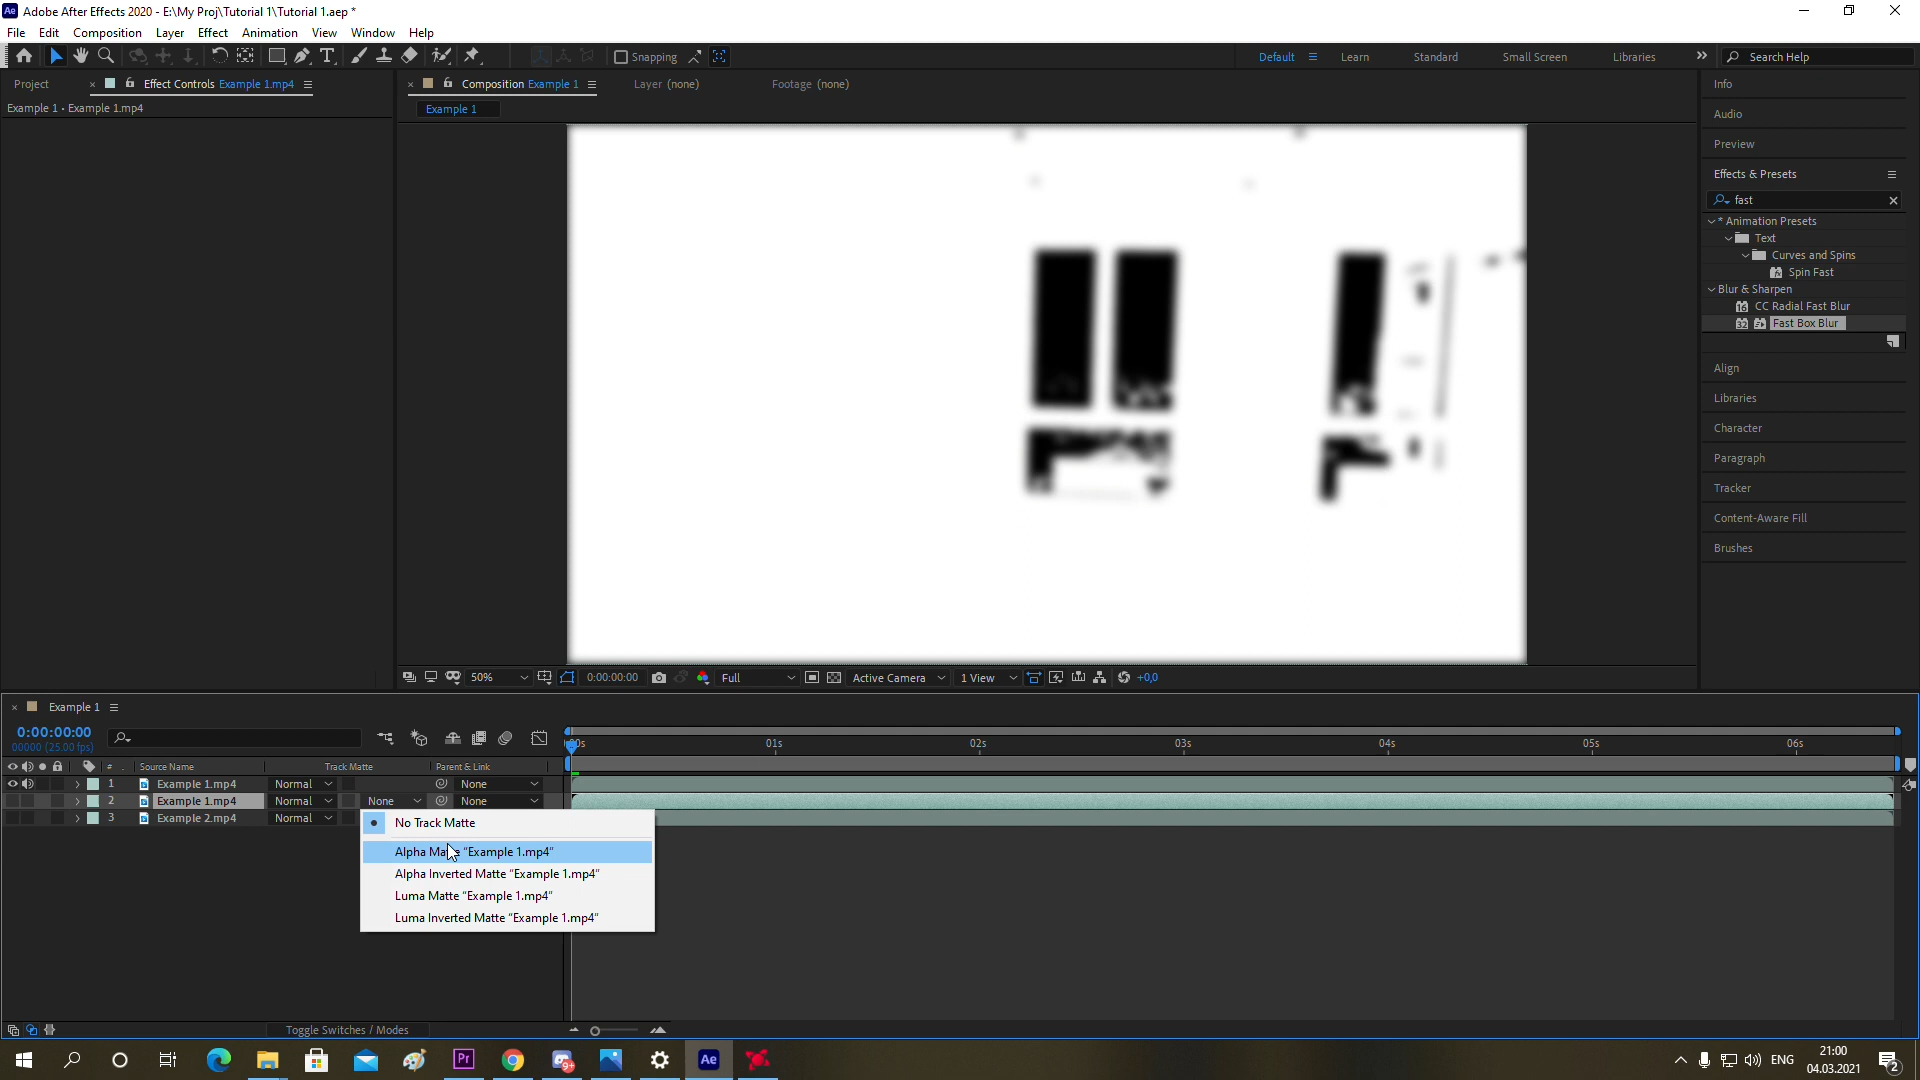 Adobe After Effects 2020 - E:\My Proj\Tutorial 1\Tutorial 1.aep *
File Edit Composition Layer Effect Animation View Window Help
Snapping Default Learn Standard Small Screen Libraries Search Help
Project Effect Controls Example 1.mp4 Composition Example 1 Layer (none) Footage (none)
Example 1 • Example 1.mp4
Example 1
Info
Audio
Preview
Effects & Presets
fast
* Animation Presets
Text
Curves and Spins
Spin Fast
Blur & Sharpen
CC Radial Fast Blur
Fast Box Blur
Align
Libraries
Character
Paragraph
Tracker
Content-Aware Fill
Brushes
50% 0:00:00:00 Full Active Camera 1 View +0,0
Example 1
0:00:00:00
00000 (25.00 fps)
00s 01s 02s 03s 04s 05s 06s
# Source Name Track Matte Parent & Link
1 Example 1.mp4 Normal None
2 Example 1.mp4 Normal None None
3 Example 2.mp4 Normal
No Track Matte
Alpha Matte "Example 1.mp4"
Alpha Inverted Matte "Example 1.mp4"
Luma Matte "Example 1.mp4"
Luma Inverted Matte "Example 1.mp4"
Toggle Switches / Modes
ENG 21:00
04.03.2021